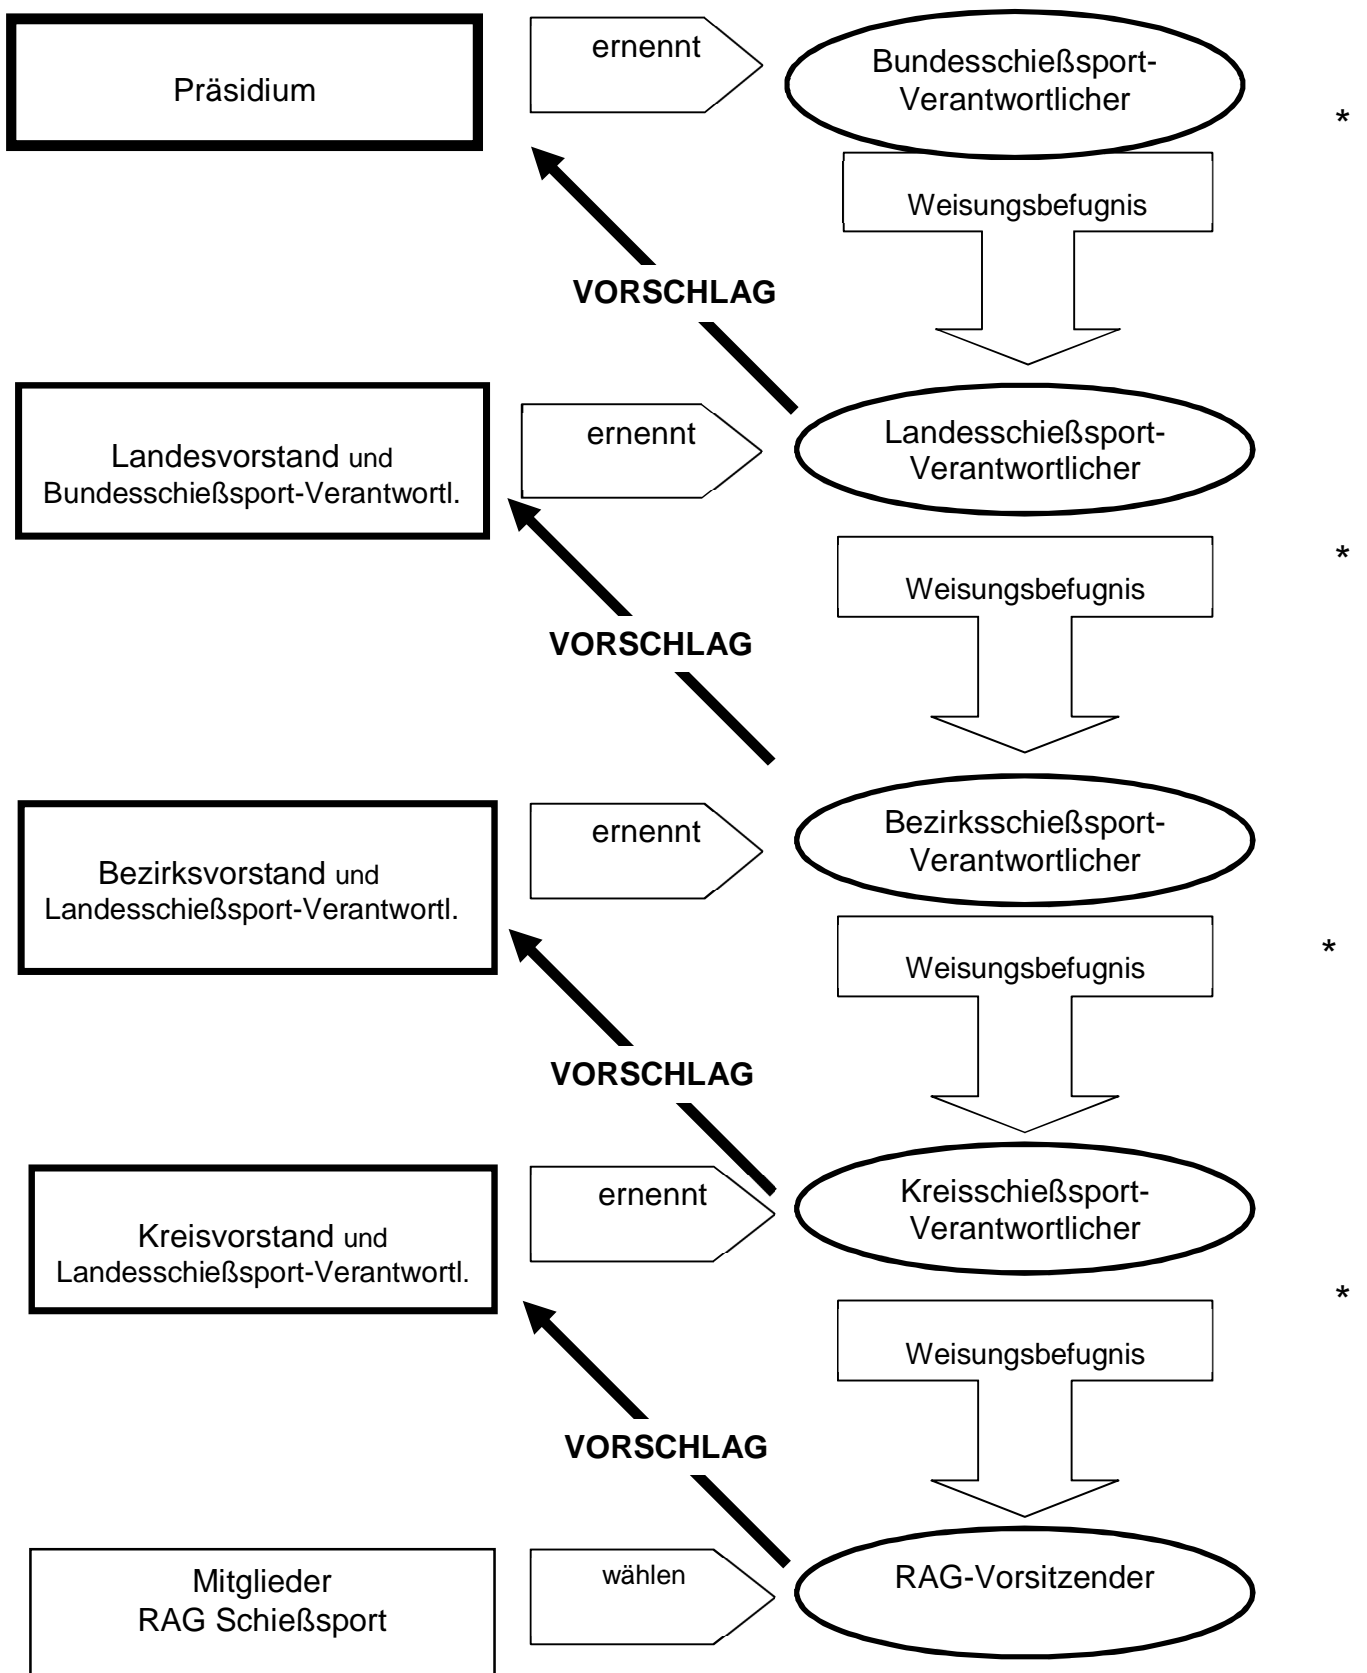 Präsidium
ernennt
Bundesschießsport-
Verantwortlicher
*
Weisungsbefugnis
VORSCHLAG
Landesvorstand und
Bundesschießsport-Verantwortl.
ernennt
Landesschießsport-
Verantwortlicher
*
Weisungsbefugnis
VORSCHLAG
Bezirksvorstand und
Landesschießsport-Verantwortl.
ernennt
Bezirksschießsport-
Verantwortlicher
*
Weisungsbefugnis
VORSCHLAG
Kreisvorstand und
Landesschießsport-Verantwortl.
ernennt
Kreisschießsport-
Verantwortlicher
*
Weisungsbefugnis
VORSCHLAG
Mitglieder
RAG Schießsport
wählen
RAG-Vorsitzender